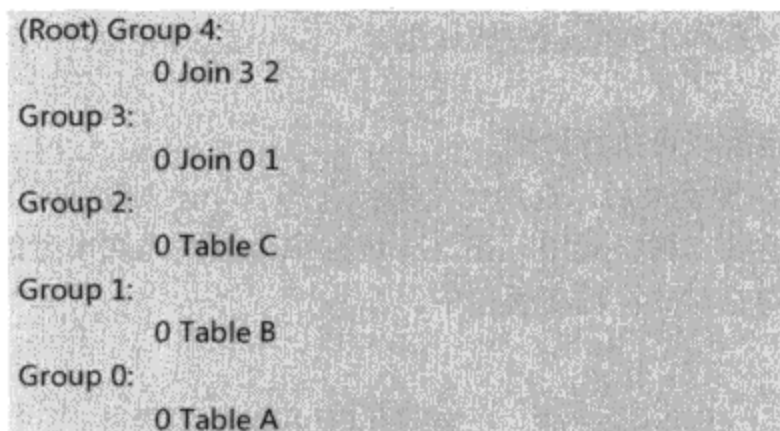 (Root) Group 4:
0 Join 3 2
Group 3:
0 Join 0 1
Group 2:
0 Table C
Group 1:
0 Table B
Group 0:
0 Table A